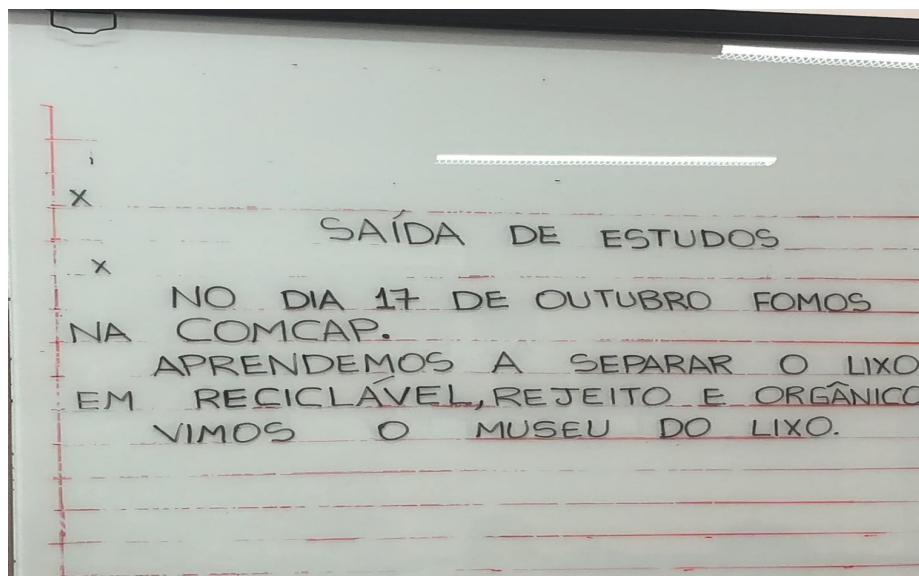 X
SAÍDA DE ESTUDOS
X
NO DIA 17 DE OUTUBRO FOMOS
NA COMCAP.
APRENDEMOS A SEPARAR O LIXO
EM RECICLÁVEL, REJEITO E ORGÂNICO
VIMOS O MUSEU DO LIXO.